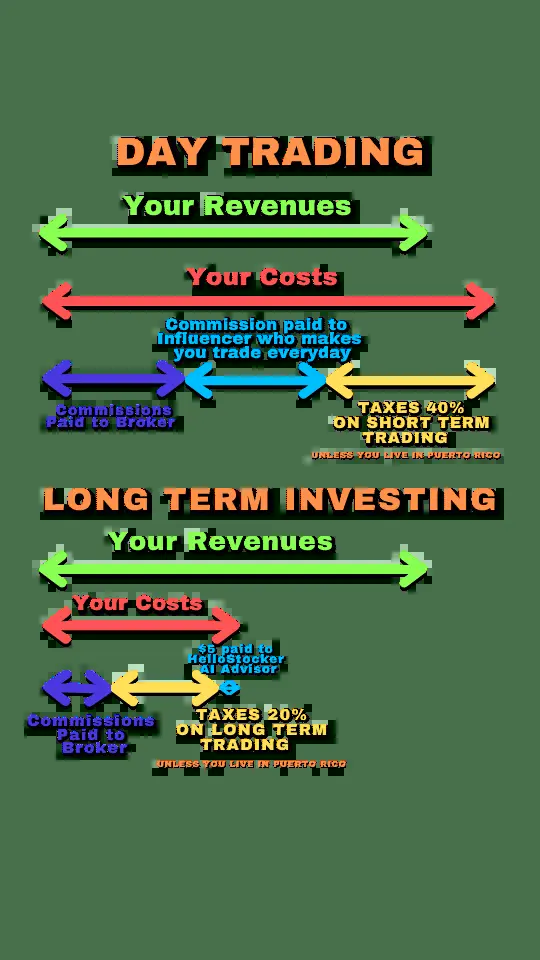 DAY TRADING
Your Revenues
Your Costs
Commission paid to
Influencer who makes
you trade everyday
Commissions
Paid to Broker
TAXES 40%
ON SHORT TERM
TRADING
UNLESS YOU LIVE IN PUERTO RICO
LONG TERM INVESTING
Your Revenues
Your Costs
$5 paid to
HelloStocker
AI Advisor
Commissions
Paid to
Broker
TAXES 20%
ON LONG TERM
TRADING
UNLESS YOU LIVE IN PUERTO RICO